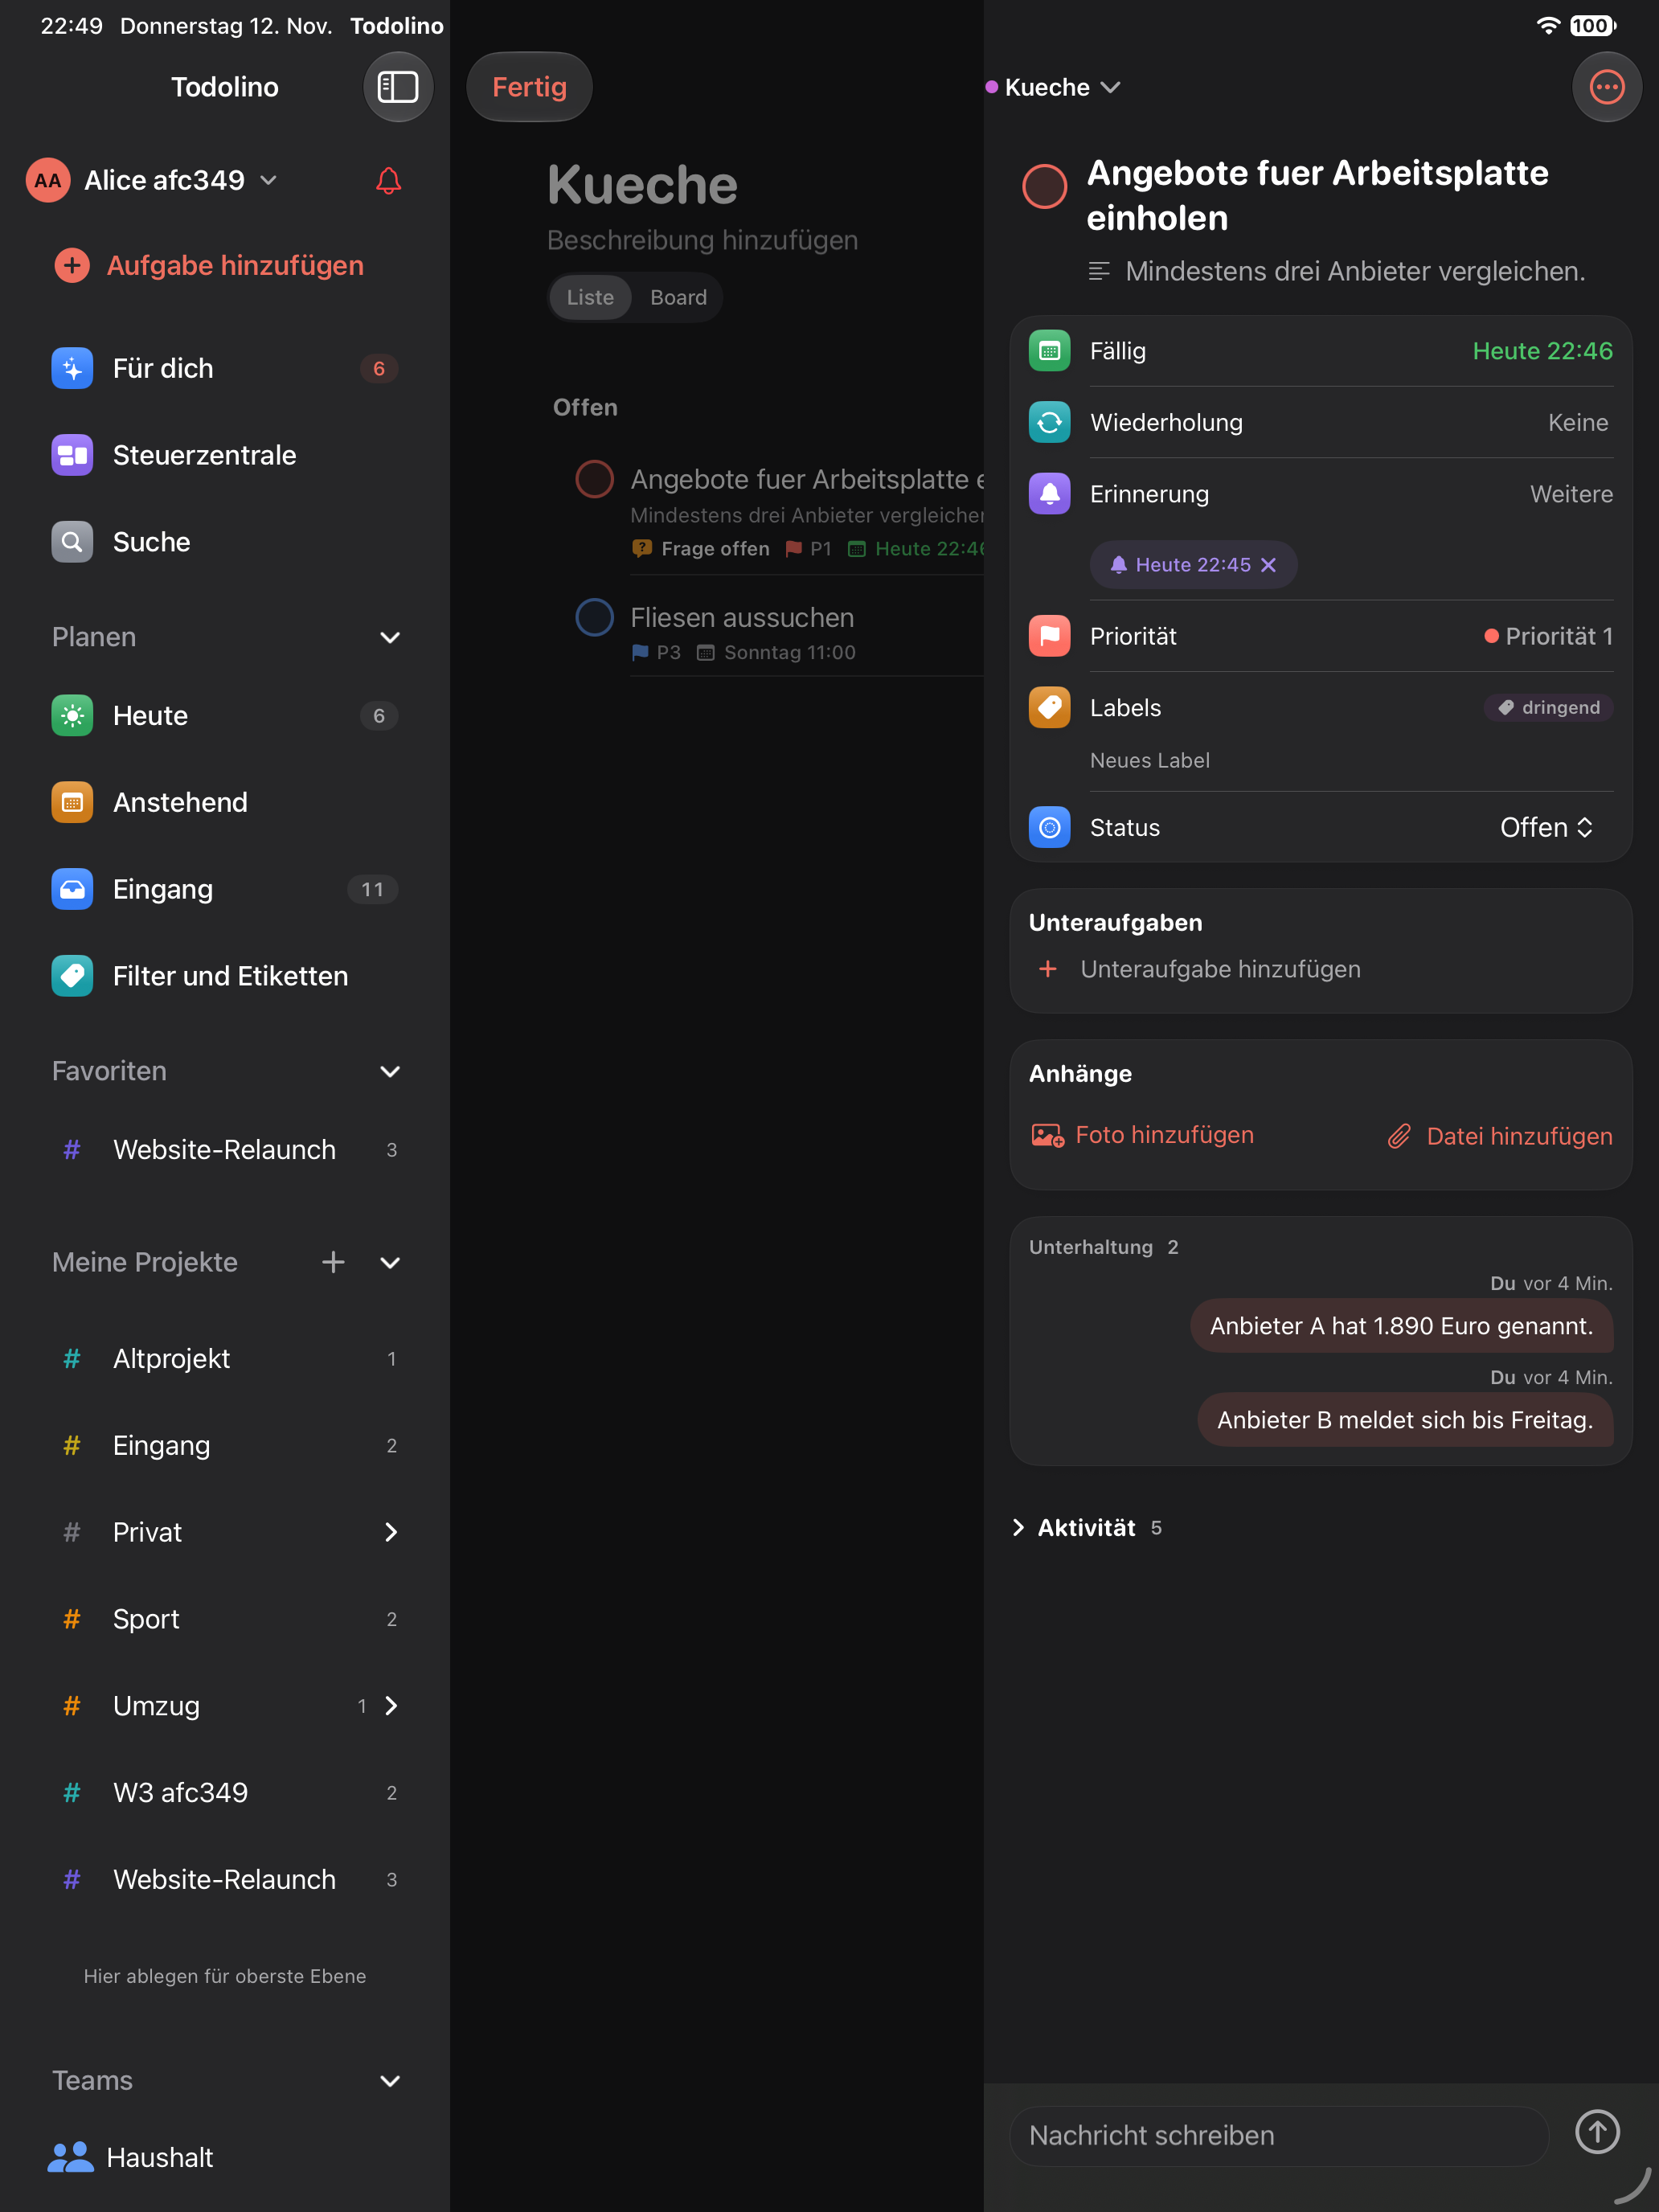 22:49 Donnerstag 12. Nov. Todolino
100
Todolino
AA Alice afc349
Aufgabe hinzufügen
Für dich 6
Steuerzentrale
Suche
Planen
Heute 6
Anstehend
Eingang 11
Filter und Etiketten
Favoriten
# Website-Relaunch 3
Meine Projekte
# Altprojekt 1
# Eingang 2
# Privat
# Sport 2
# Umzug 1
# W3 afc349 2
# Website-Relaunch 3
Hier ablegen für oberste Ebene
Teams
Haushalt
Fertig
Kueche
Beschreibung hinzufügen
Liste Board
Offen
Angebote fuer Arbeitsplatte
Mindestens drei Anbieter
Frage offen P1 Heute 22:46
Fliesen aussuchen
P3 Sonntag 11:00
Kueche
Angebote fuer Arbeitsplatte
einholen
Mindestens drei Anbieter vergleichen.
Fällig Heute 22:46
Wiederholung Keine
Erinnerung Weitere
Heute 22:45
Priorität Priorität 1
Labels dringend
Neues Label
Status Offen
Unteraufgaben
+ Unteraufgabe hinzufügen
Anhänge
Foto hinzufügen Datei hinzufügen
Unterhaltung 2
Du vor 4 Min.
Anbieter A hat 1.890 Euro genannt.
Du vor 4 Min.
Anbieter B meldet sich bis Freitag.
Aktivität 5
Nachricht schreiben